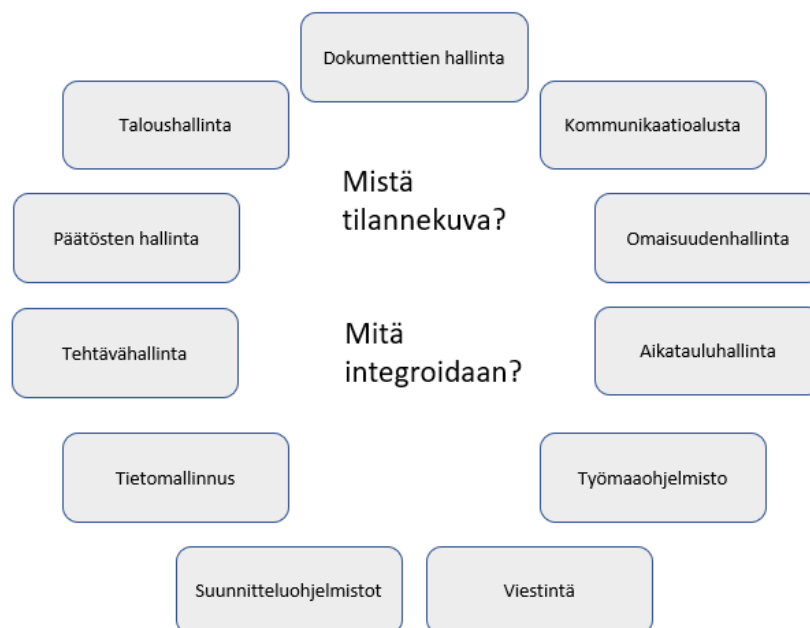 Dokumenttien hallinta
Taloushallinta
Kommunikaatioalusta
Mistä
tilannekuva?
Päätösten hallinta
Omaisuudenhallinta
Mitä
integroidaan?
Tehtävähallinta
Aikatauluhallinta
Tietomallinnus
Työmaaohjelmisto
Suunnitteluohjelmistot
Viestintä